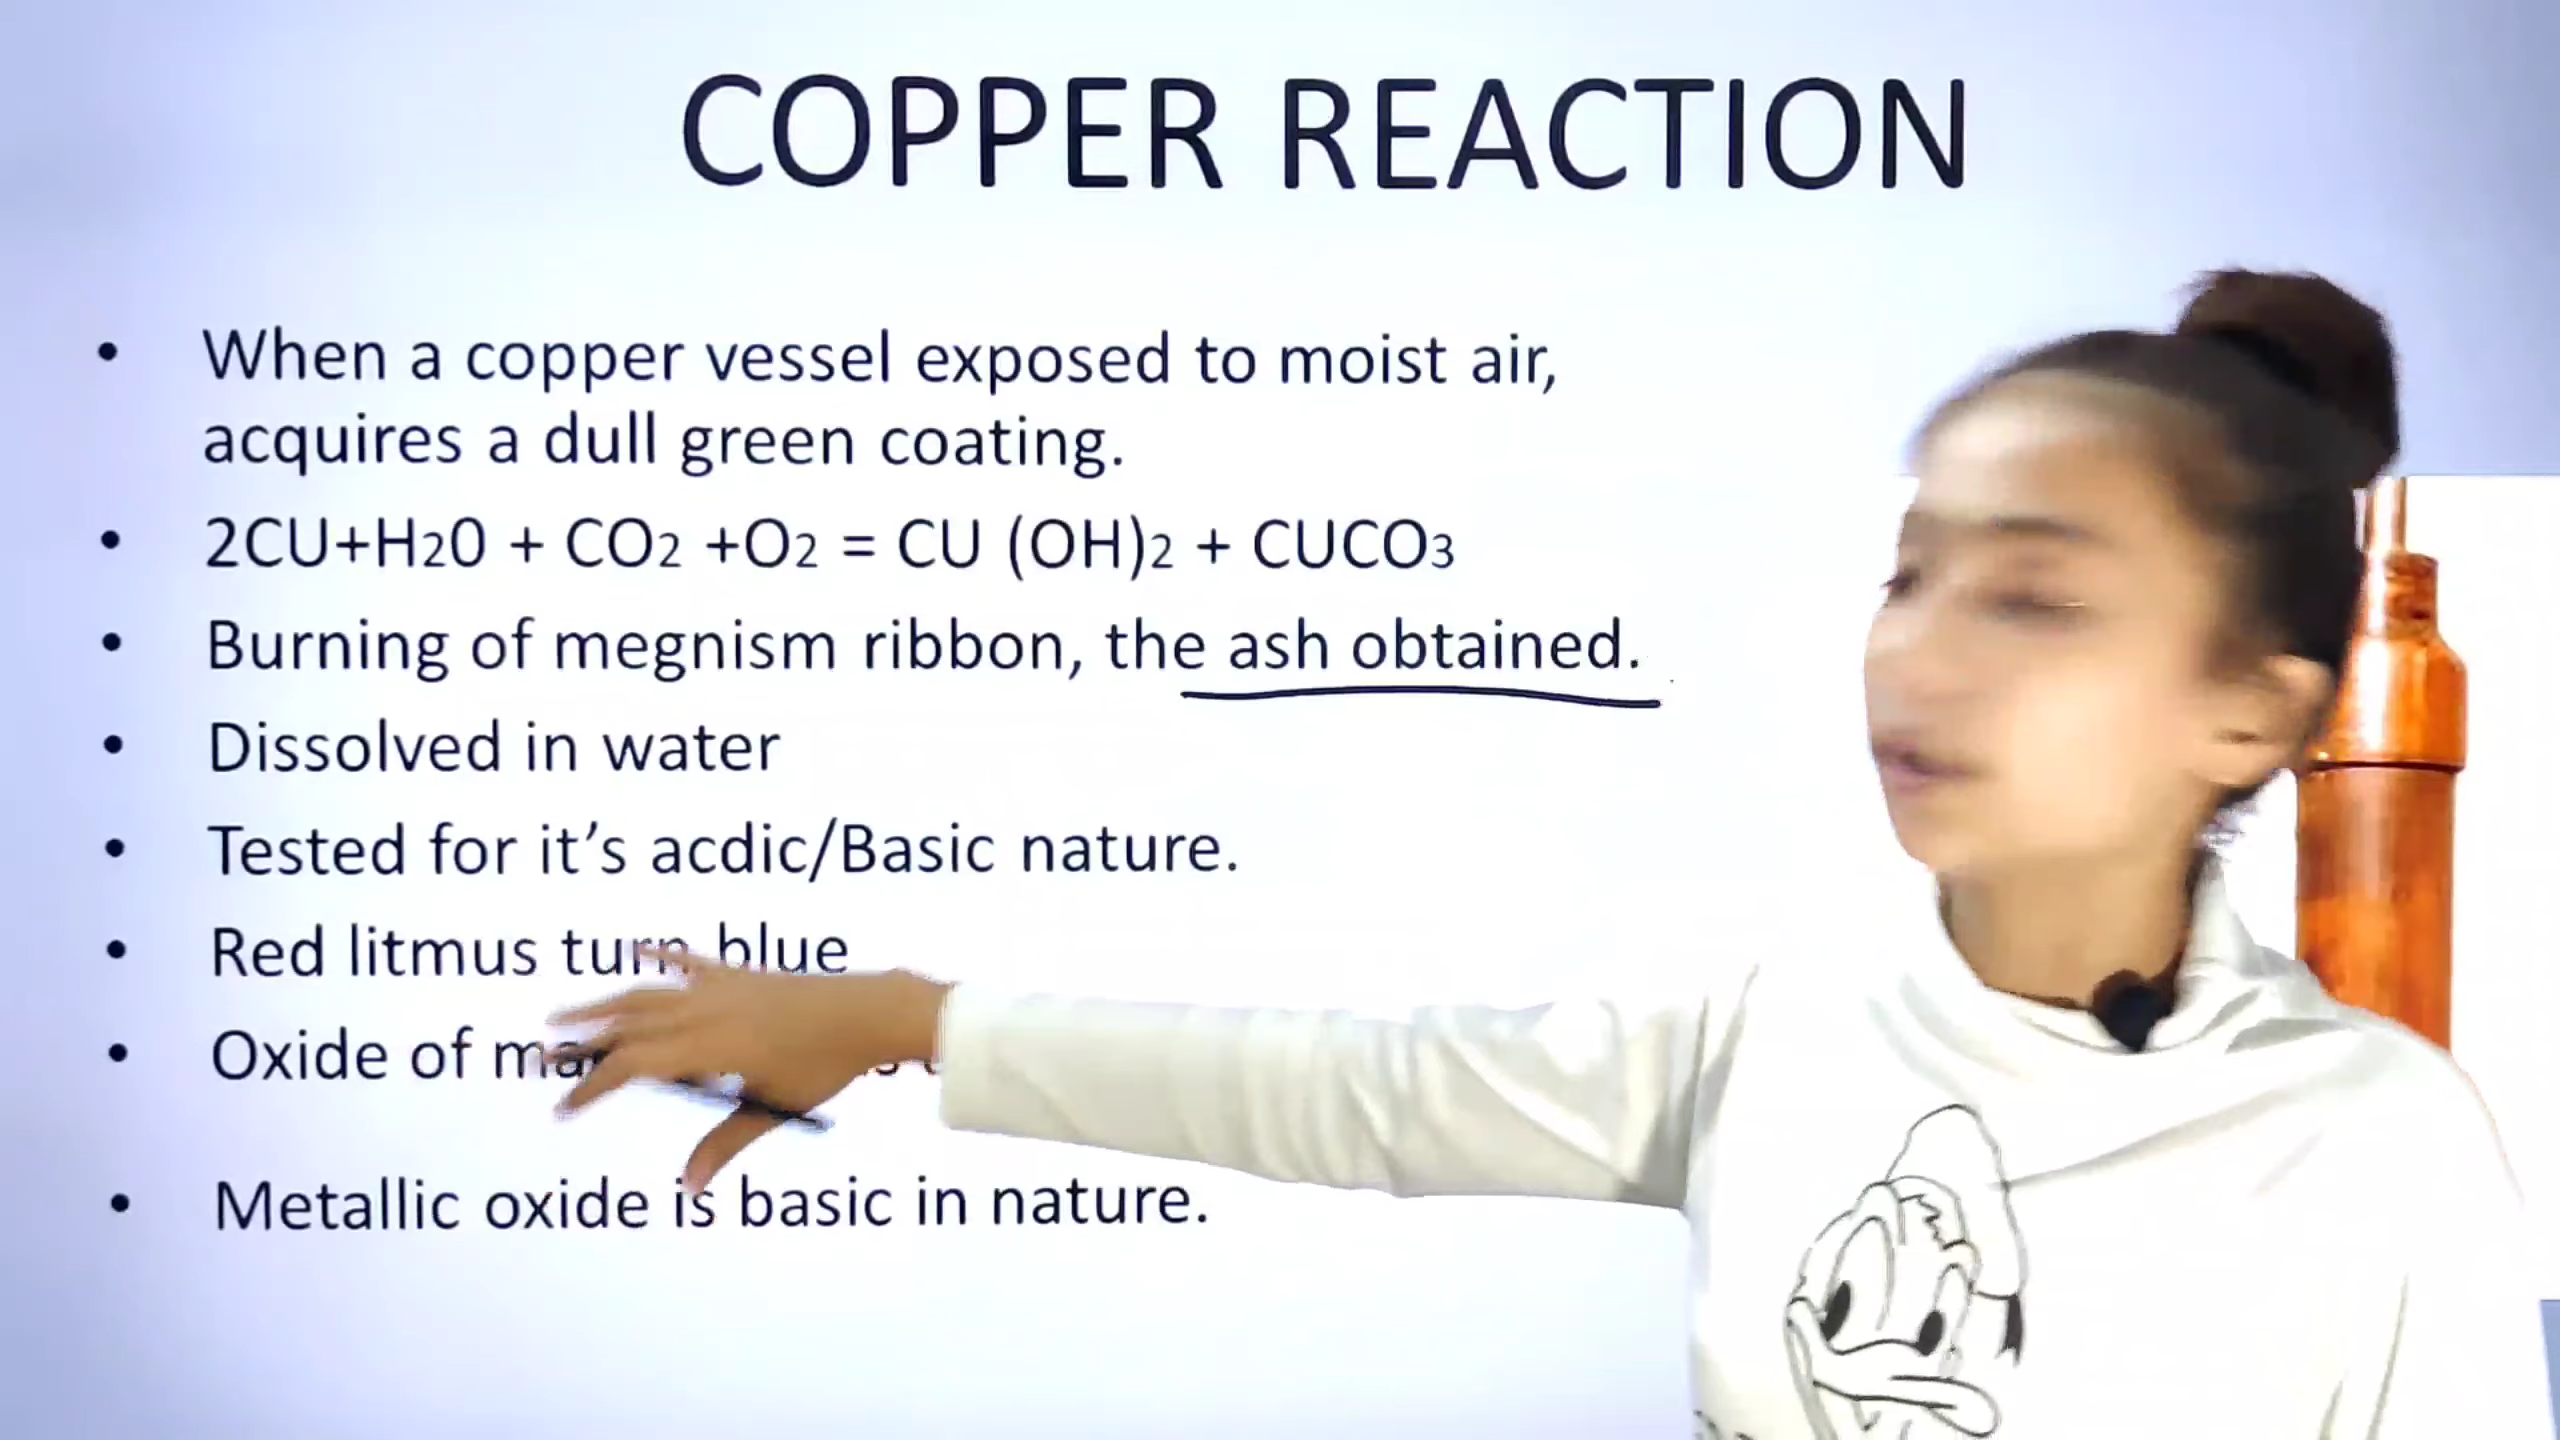 COPPER REACTION
• When a copper vessel exposed to moist air,
acquires a dull green coating.
• 2CU+H20 + CO2 +O2 = CU (OH)2 + CUCO3
• Burning of megnism ribbon, the ash obtained.
• Dissolved in water
• Tested for it’s acdic/Basic nature.
• Red litmus turn blue
• Oxide of
• Metallic oxide is basic in nature.